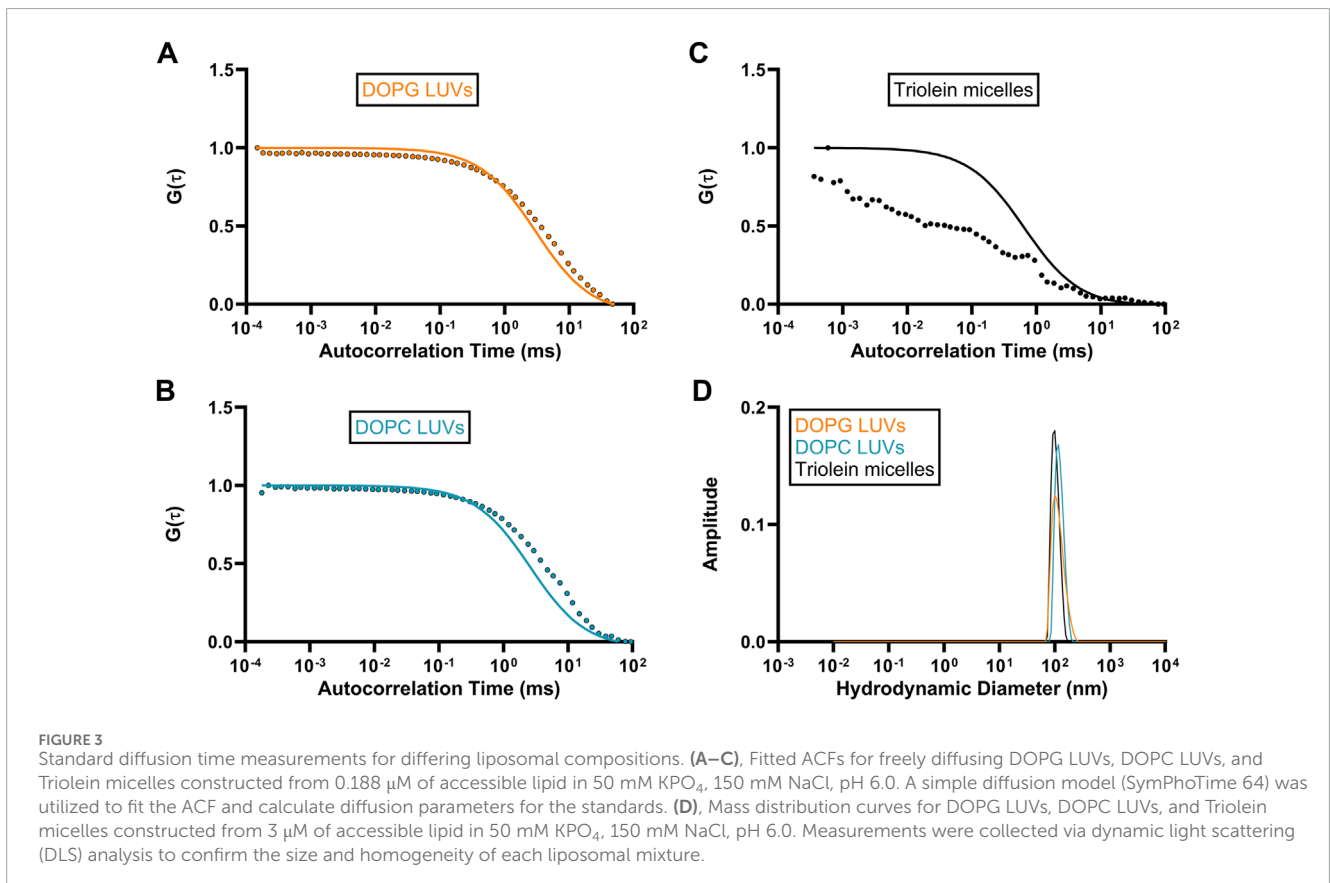 A
1.5
1.0
0.5
0.0
G(τ)
DOPG LUVs
10⁻⁴ 10⁻³ 10⁻² 10⁻¹ 10⁰ 10¹ 10²
Autocorrelation Time (ms)
C
1.5
1.0
0.5
0.0
G(τ)
Triolein micelles
10⁻⁴ 10⁻³ 10⁻² 10⁻¹ 10⁰ 10¹ 10²
Autocorrelation Time (ms)
B
1.5
1.0
0.5
0.0
G(τ)
DOPC LUVs
10⁻⁴ 10⁻³ 10⁻² 10⁻¹ 10⁰ 10¹ 10²
Autocorrelation Time (ms)
D
0.2
0.1
0.0
Amplitude
DOPG LUVs
DOPC LUVs
Triolein micelles
10⁻³ 10⁻² 10⁻¹ 10⁰ 10¹ 10² 10³ 10⁴
Hydrodynamic Diameter (nm)
FIGURE 3
Standard diffusion time measurements for differing liposomal compositions. (A–C), Fitted ACFs for freely diffusing DOPG LUVs, DOPC LUVs, and
Triolein micelles constructed from 0.188 μM of accessible lipid in 50 mM KPO₄, 150 mM NaCl, pH 6.0. A simple diffusion model (SymPhoTime 64) was
utilized to fit the ACF and calculate diffusion parameters for the standards. (D), Mass distribution curves for DOPG LUVs, DOPC LUVs, and Triolein
micelles constructed from 3 μM of accessible lipid in 50 mM KPO₄, 150 mM NaCl, pH 6.0. Measurements were collected via dynamic light scattering
(DLS) analysis to confirm the size and homogeneity of each liposomal mixture.